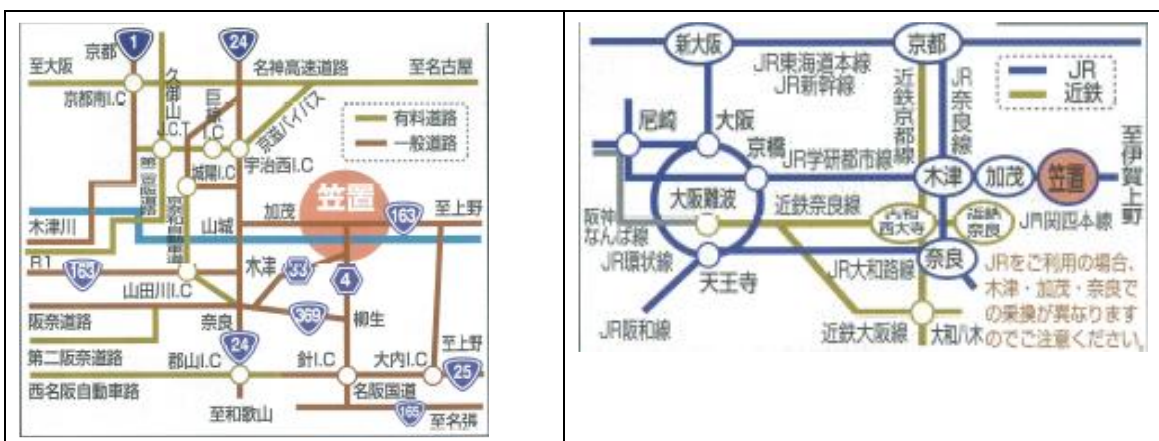 1
24
京都
至大阪
名神高速道路
至名古屋
京都南I.C
久御山
J.C.T
巨椋
I.C
京滋バイパス
有料道路
一般道路
宇治西I.C
城陽I.C
第二京阪道路
京奈和自動車道
笠置
加茂
163
至上野
木津川
山城
R1
163
木津
33
4
山田川I.C
阪奈道路
奈良
369
柳生
第二阪奈道路
24
郡山I.C
針I.C
大内I.C
至上野
25
西名阪自動車路
名阪国道
至和歌山
165
至名張
新大阪
京都
JR東海道本線
JR新幹線
近鉄京都線
JR奈良線
JR
近鉄
尼崎
大阪
京橋
JR学研都市線
木津
加茂
笠置
至伊賀上野
大阪難波
近鉄奈良線
大和
西大寺
近鉄
奈良
JR関西本線
阪神
なんば線
JR環状線
天王寺
JR大和路線
奈良
JRをご利用の場合、
木津・加茂・奈良で
の乗換が異なります
のでご注意ください。
JR阪和線
近鉄大阪線
大和八木